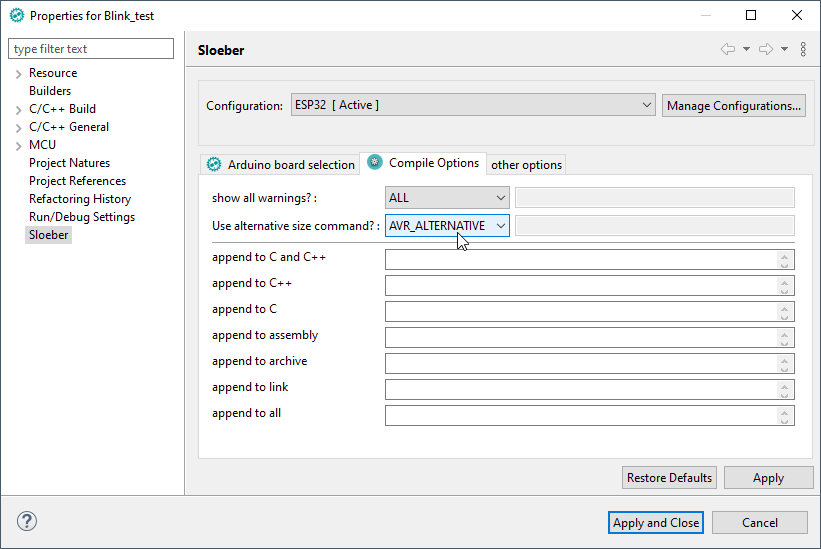 Properties for Blink_test
type filter text
Resource
Builders
C/C++ Build
C/C++ General
MCU
Project Natures
Project References
Refactoring History
Run/Debug Settings
Sloeber
Sloeber
Configuration: ESP32 [ Active ] Manage Configurations...
Arduino board selection Compile Options other options
show all warnings? : ALL
Use alternative size command? : AVR_ALTERNATIVE
append to C and C++
append to C++
append to C
append to assembly
append to archive
append to link
append to all
Restore Defaults Apply
? Apply and Close Cancel